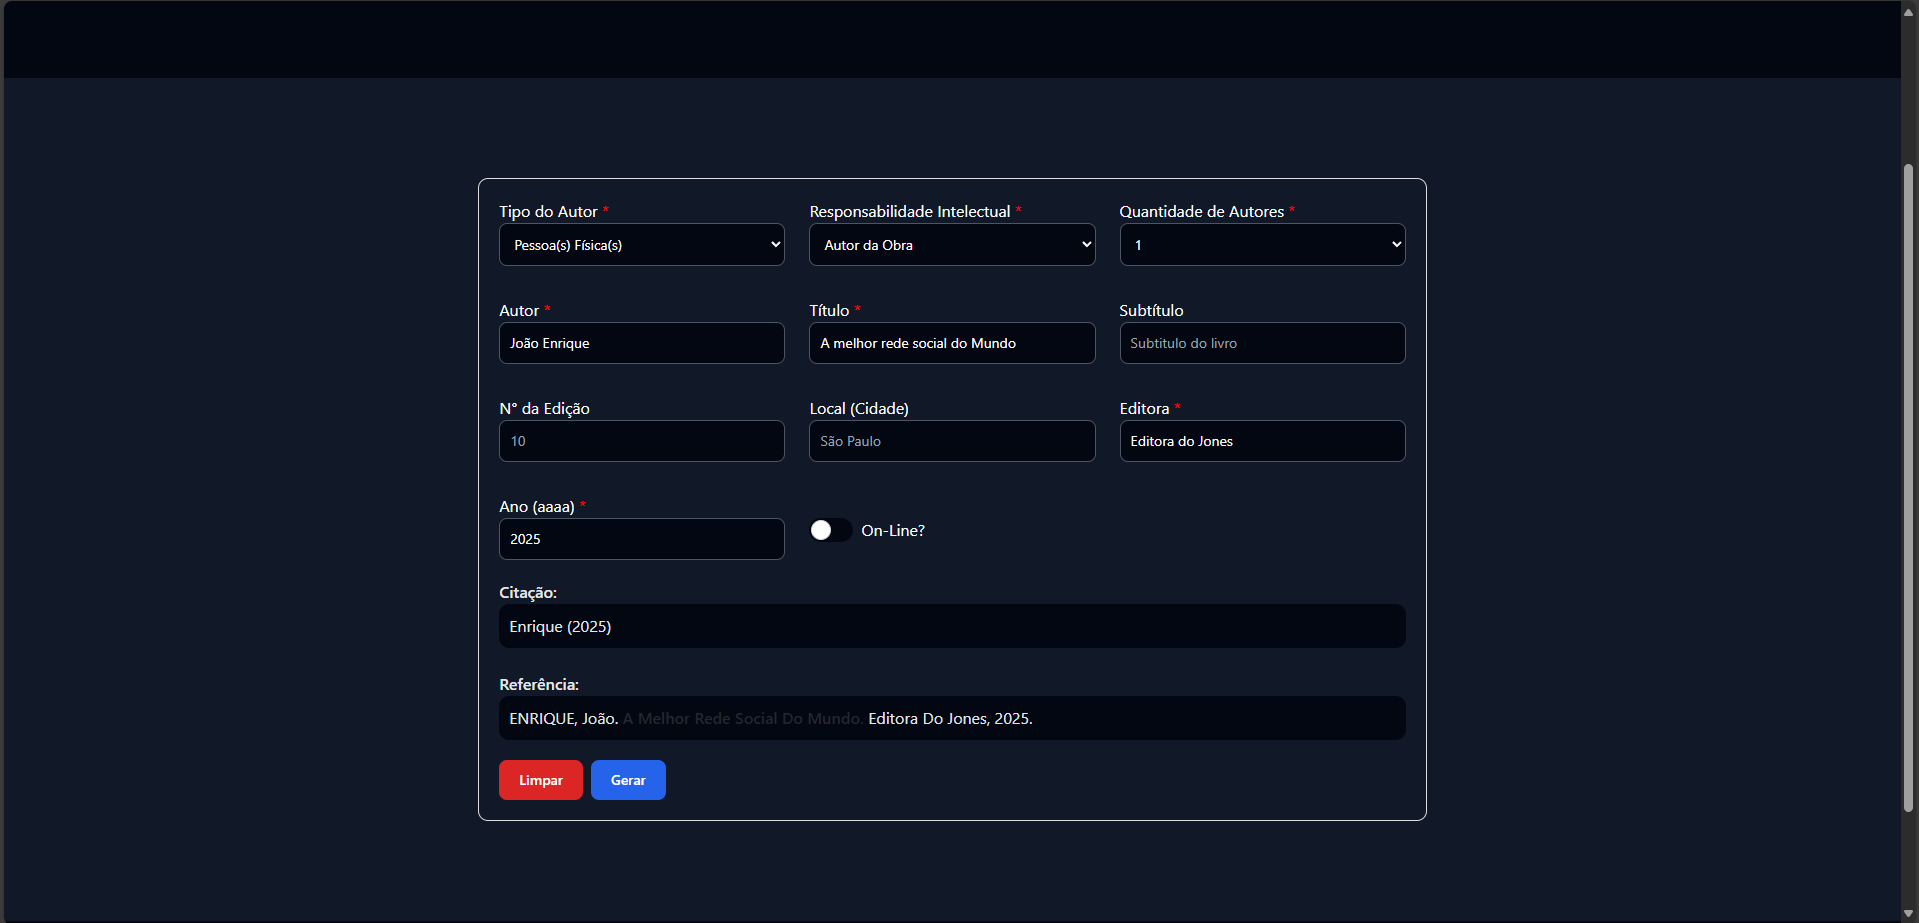 Tipo do Autor *
Responsabilidade Intelectual *
Quantidade de Autores *
Pessoa(s) Física(s)
Autor da Obra
1
Autor *
Título *
Subtítulo
João Enrique
A melhor rede social do Mundo
Subtitulo do livro
N° da Edição
Local (Cidade)
Editora *
10
São Paulo
Editora do Jones
Ano (aaaa) *
2025
On-Line?
Citação:
Enrique (2025)
Referência:
ENRIQUE, João. A Melhor Rede Social Do Mundo. Editora Do Jones, 2025.
Limpar
Gerar